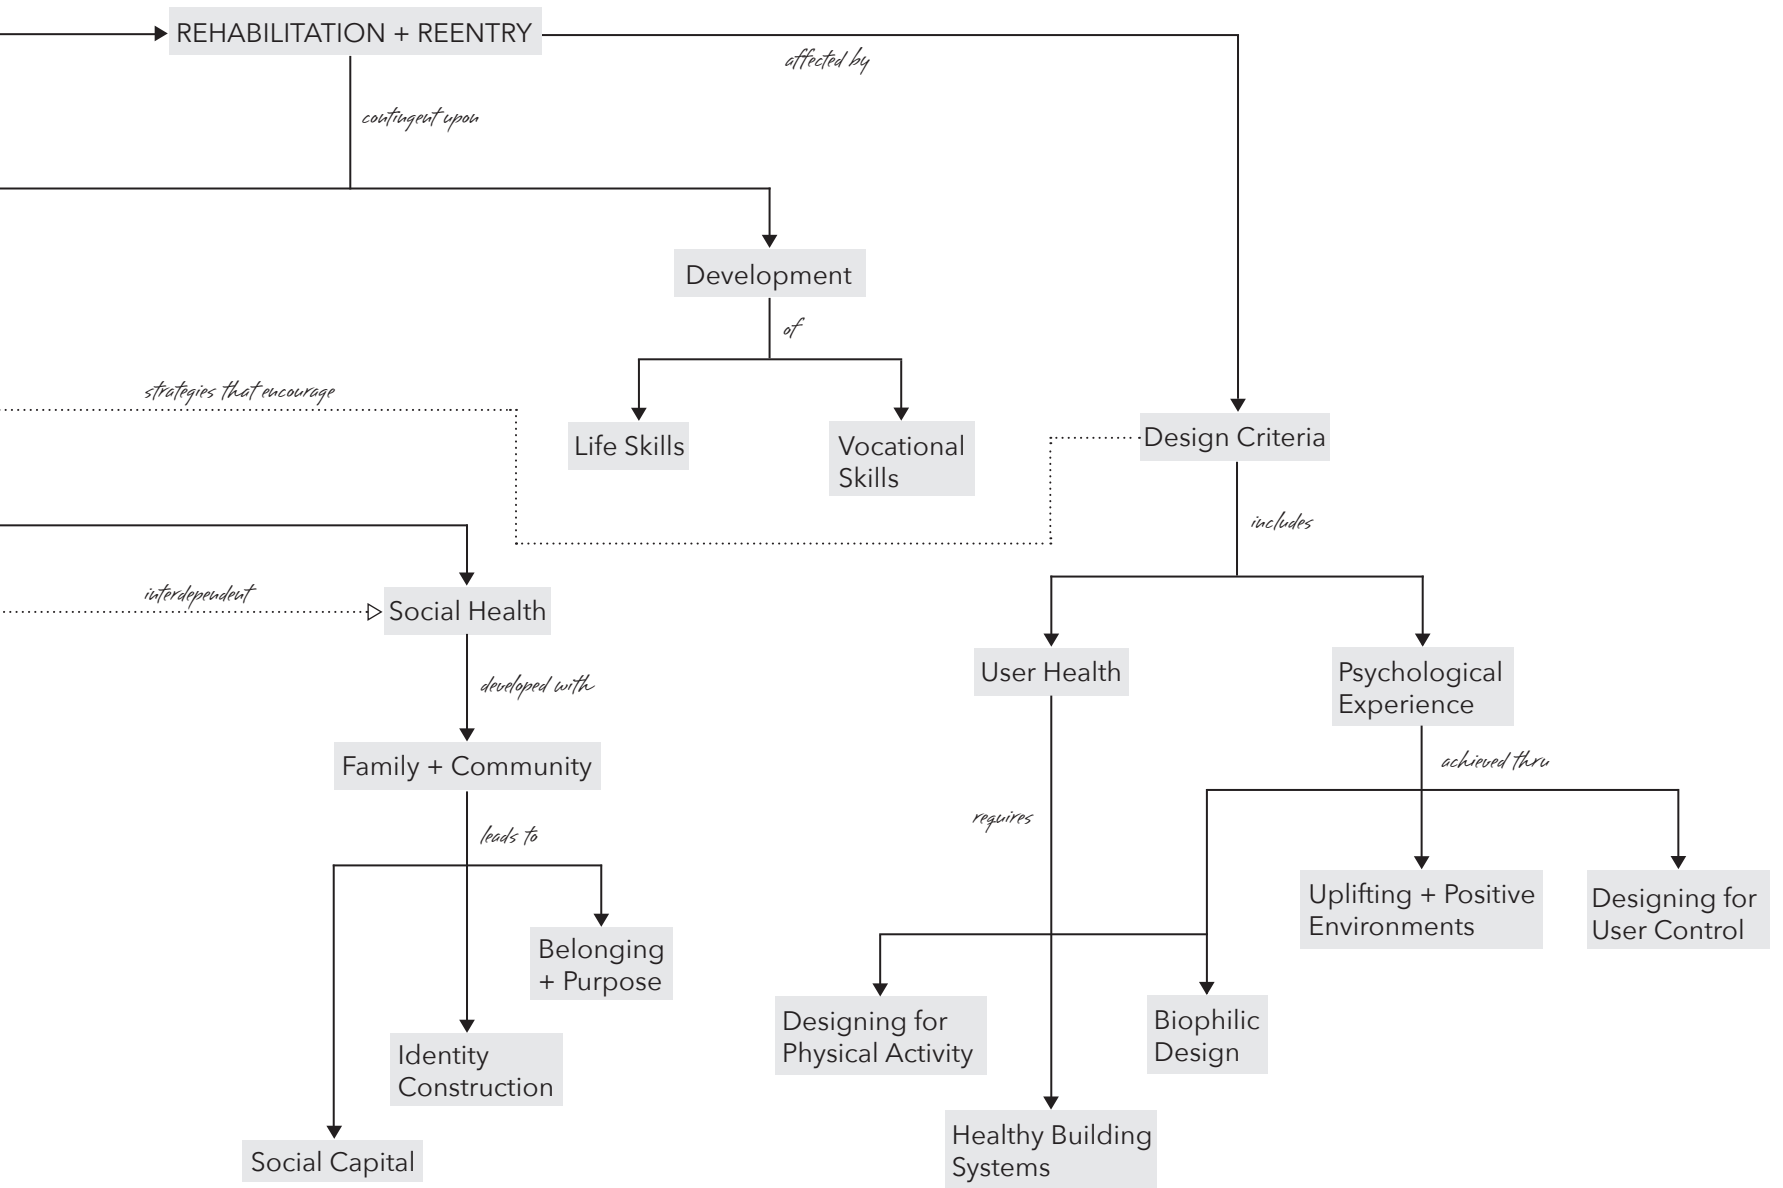 REHABILITATION + REENTRY
affected by
contingent upon
Development
of
strategies that encourage
Life Skills
Vocational
Skills
Design Criteria
includes
interdependent
Social Health
developed with
User Health
Psychological
Experience
Family + Community
achieved thru
requires
leads to
Uplifting + Positive
Environments
Designing for
User Control
Belonging
+ Purpose
Designing for
Physical Activity
Biophilic
Design
Identity
Construction
Healthy Building
Systems
Social Capital